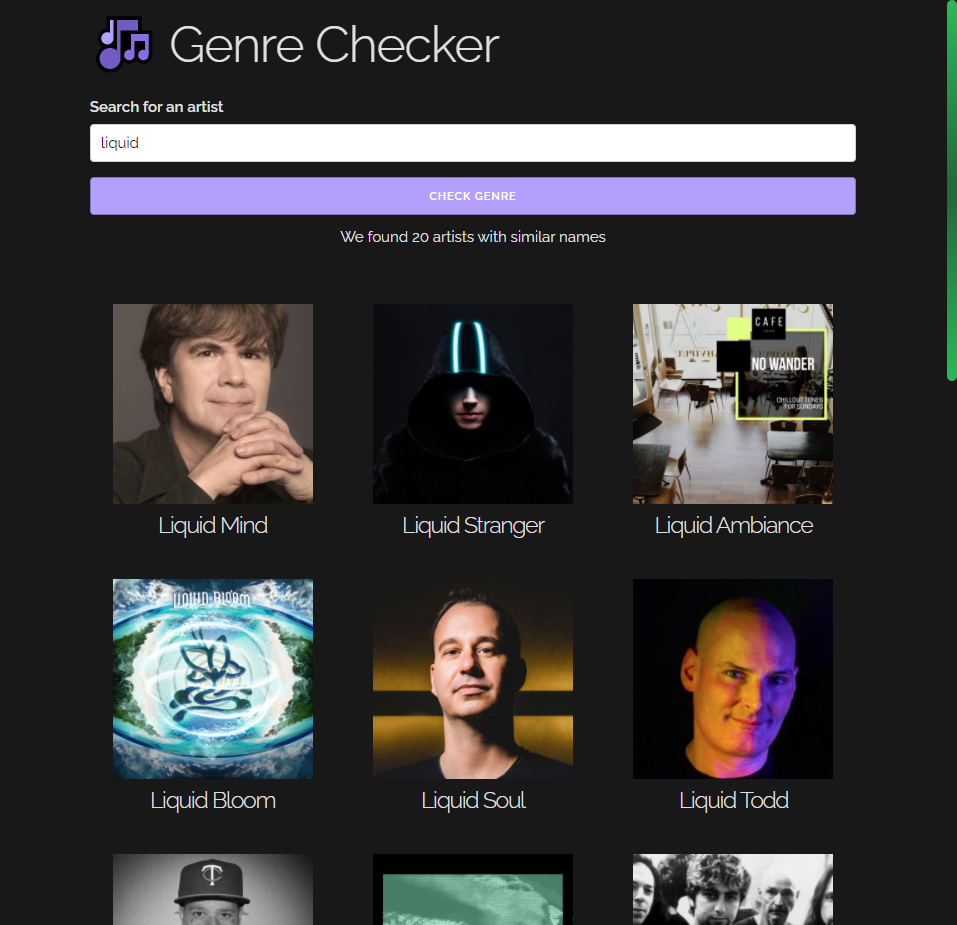 Genre Checker
Search for an artist
liquid
CHECK GENRE
We found 20 artists with similar names
CAFE
NO WANDER
CHILLOUT TUNES
FOR SUNDAYS
Liquid Mind
Liquid Stranger
Liquid Ambiance
LIQUID BLOOM
Liquid Bloom
Liquid Soul
Liquid Todd